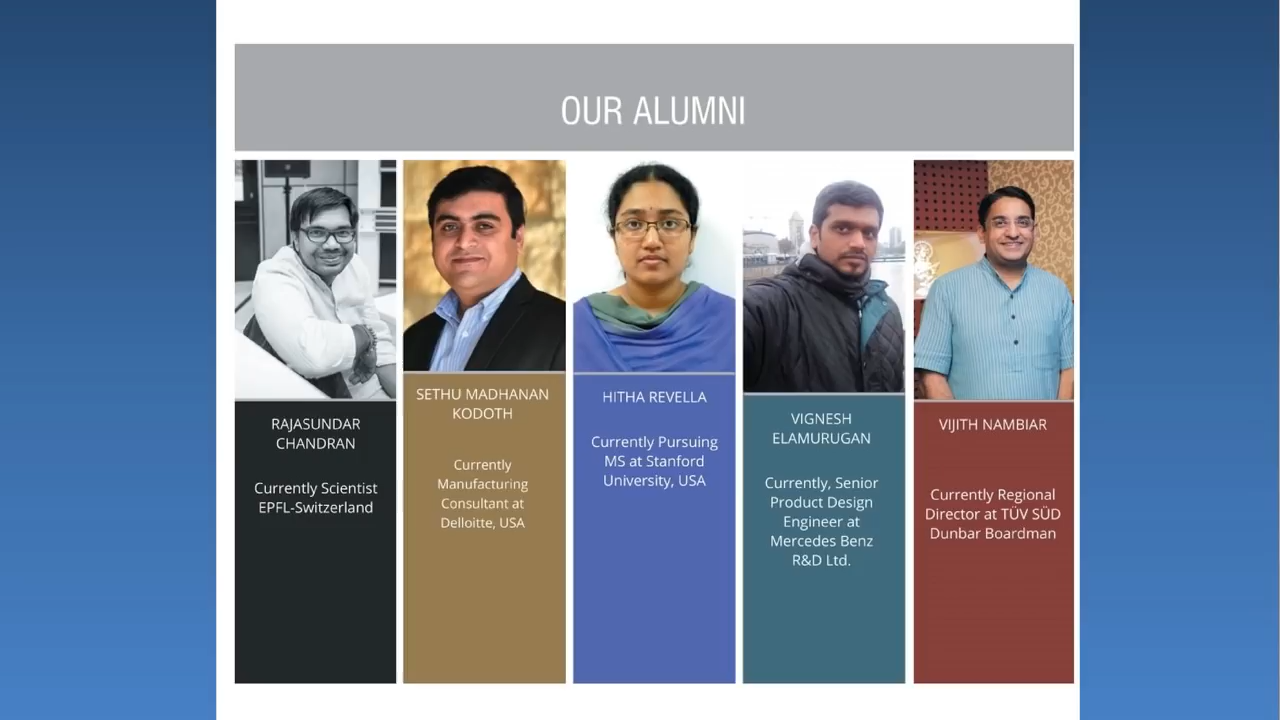 OUR ALUMNI
RAJASUNDAR
CHANDRAN
Currently Scientist
EPFL-Switzerland
SETHU MADHANAN
KODOTH
Currently
Manufacturing
Consultant at
Delloitte, USA
HITHA REVELLA
Currently Pursuing
MS at Stanford
University, USA
VIGNESH
ELAMURUGAN
Currently, Senior
Product Design
Engineer at
Mercedes Benz
R&D Ltd.
VIJITH NAMBIAR
Currently Regional
Director at TÜV SÜD
Dunbar Boardman